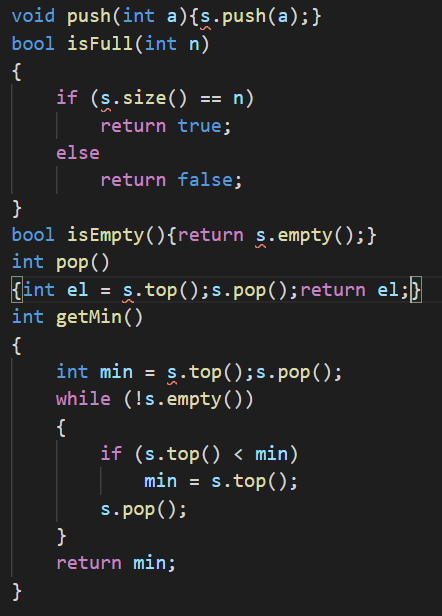 void push(int a){s.push(a);}
bool isFull(int n)
{
    if (s.size() == n)
        return true;
    else
        return false;
}
bool isEmpty(){return s.empty();}
int pop()
{int el = s.top();s.pop();return el;}
int getMin()
{
    int min = s.top();s.pop();
    while (!s.empty())
    {
        if (s.top() < min)
            min = s.top();
        s.pop();
    }
    return min;
}